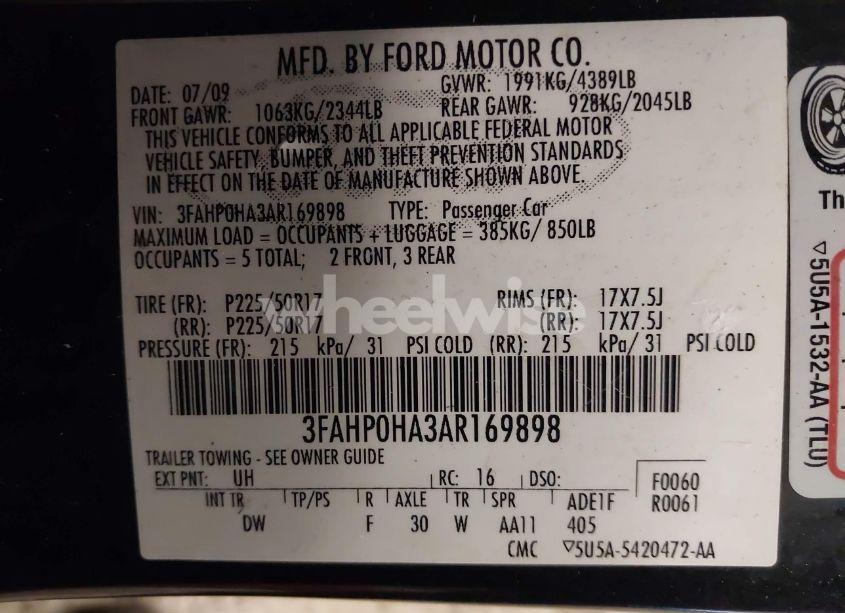 MFD. BY FORD MOTOR CO.
DATE: 07/09 GVWR: 1991KG/4389LB
FRONT GAWR: 1063KG/2344LB REAR GAWR: 928KG/2045LB
THIS VEHICLE CONFORMS TO ALL APPLICABLE FEDERAL MOTOR
VEHICLE SAFETY, BUMPER, AND THEFT PREVENTION STANDARDS
IN EFFECT ON THE DATE OF MANUFACTURE SHOWN ABOVE.
VIN: 3FAHP0HA3AR169898 TYPE: Passenger Car
MAXIMUM LOAD = OCCUPANTS + LUGGAGE = 385KG/ 850LB
OCCUPANTS = 5 TOTAL; 2 FRONT, 3 REAR
wheelwise
TIRE (FR): P225/50R17 RIMS (FR): 17X7.5J
(RR): P225/50R17 (RR): 17X7.5J
PRESSURE (FR): 215 kPa/ 31 PSI COLD (RR): 215 kPa/ 31 PSI COLD
3FAHP0HA3AR169898
TRAILER TOWING - SEE OWNER GUIDE
EXT PNT: UH RC: 16 DSO: F0060
R0061
INT TR TP/PS R AXLE TR SPR ADE1F
DW F 30 W AA11 405
CMC ▽5U5A-5420472-AA
Th
▽5U5A-1532-AA (TLU)